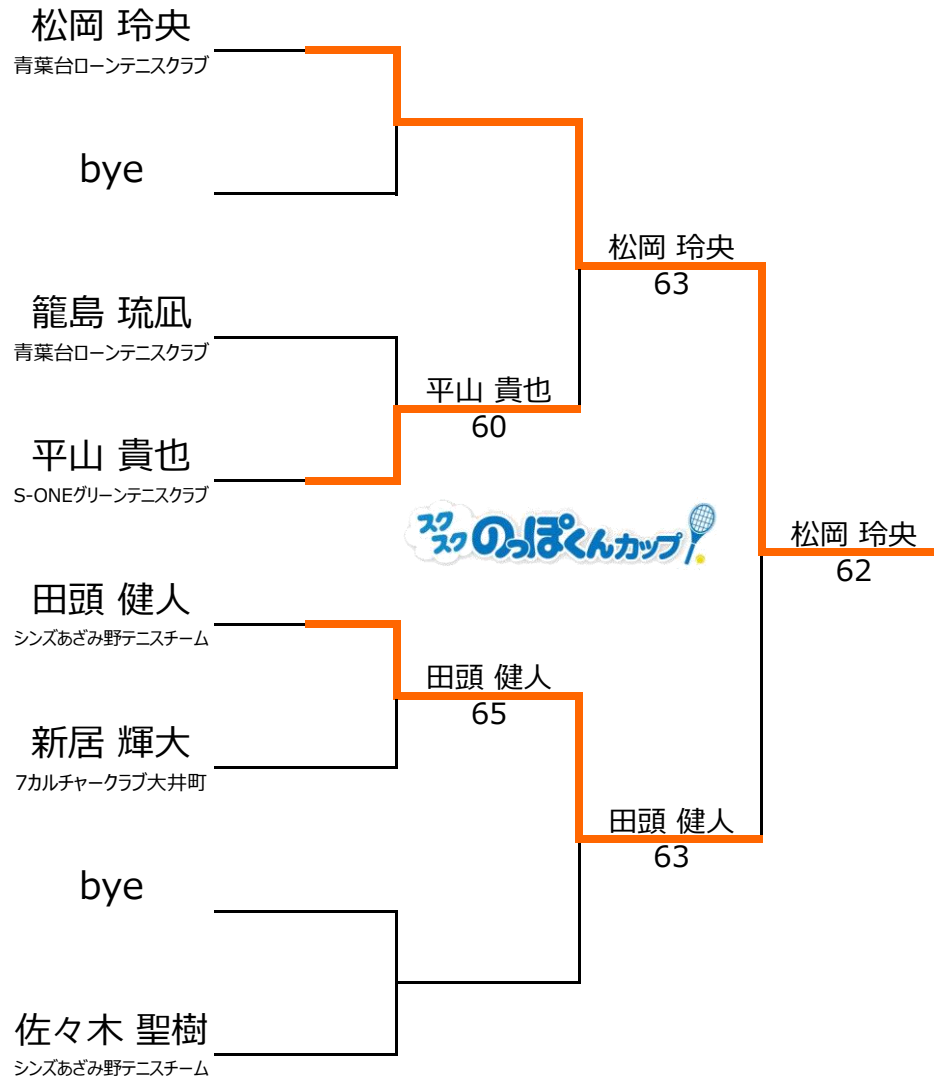 松岡 玲央
青葉台ローンテニスクラブ
bye
籠島 琉凪
青葉台ローンテニスクラブ
平山 貴也
S-ONEグリーンテニスクラブ
田頭 健人
シンズあざみ野テニスチーム
新居 輝大
7カルチャークラブ大井町
bye
佐々木 聖樹
シンズあざみ野テニスチーム
平山 貴也
60
田頭 健人
65
松岡 玲央
63
田頭 健人
63
松岡 玲央
62
スクスクのっぽくんカップ